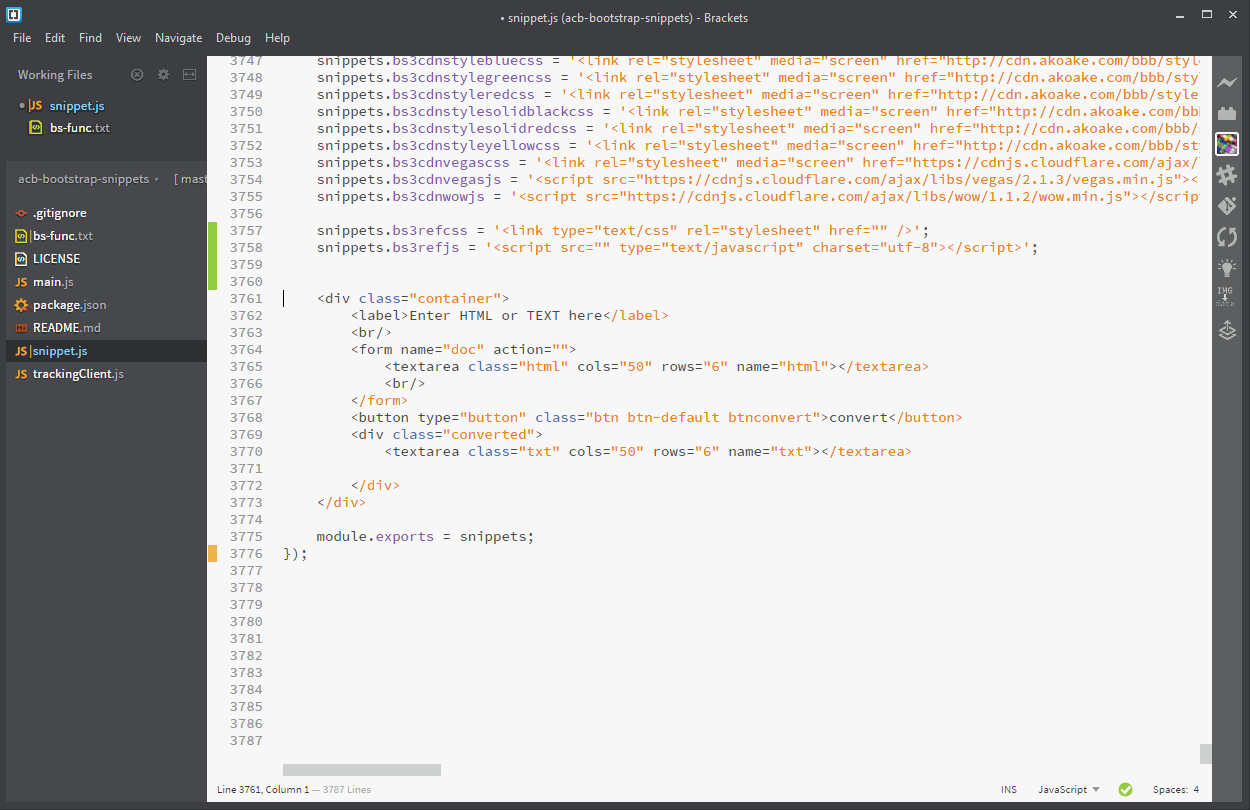 • snippet.js (acb-bootstrap-snippets) - Brackets
File Edit Find View Navigate Debug Help
Working Files
• JS snippet.js
bs-func.txt
acb-bootstrap-snippets [ mast
.gitignore
bs-func.txt
LICENSE
JS main.js
package.json
README.md
JS snippet.js
JS trackingClient.js
3747 snippets.bs3cdnstylebluecss = '<link rel="stylesheet" media="screen" href="http://cdn.akoake.com/bbb/styl
3748 snippets.bs3cdnstylegreencss = '<link rel="stylesheet" media="screen" href="http://cdn.akoake.com/bbb/sty
3749 snippets.bs3cdnstyleredcss = '<link rel="stylesheet" media="screen" href="http://cdn.akoake.com/bbb/style
3750 snippets.bs3cdnstylesolidblackcss = '<link rel="stylesheet" media="screen" href="http://cdn.akoake.com/bb
3751 snippets.bs3cdnstylesolidredcss = '<link rel="stylesheet" media="screen" href="http://cdn.akoake.com/bbb/
3752 snippets.bs3cdnstyleyellowcss = '<link rel="stylesheet" media="screen" href="http://cdn.akoake.com/bbb/st
3753 snippets.bs3cdnvegascss = '<link rel="stylesheet" media="screen" href="https://cdnjs.cloudflare.com/ajax/
3754 snippets.bs3cdnvegasjs = '<script src="https://cdnjs.cloudflare.com/ajax/libs/vegas/2.1.3/vegas.min.js"><
3755 snippets.bs3cdnwowjs = '<script src="https://cdnjs.cloudflare.com/ajax/libs/wow/1.1.2/wow.min.js"></scrip
3756
3757 snippets.bs3refcss = '<link type="text/css" rel="stylesheet" href="" />';
3758 snippets.bs3refjs = '<script src="" type="text/javascript" charset="utf-8"></script>';
3759
3760
3761 <div class="container">
3762 <label>Enter HTML or TEXT here</label>
3763 <br/>
3764 <form name="doc" action="">
3765 <textarea class="html" cols="50" rows="6" name="html"></textarea>
3766 <br/>
3767 </form>
3768 <button type="button" class="btn btn-default btnconvert">convert</button>
3769 <div class="converted">
3770 <textarea class="txt" cols="50" rows="6" name="txt"></textarea>
3771
3772 </div>
3773 </div>
3774
3775 module.exports = snippets;
3776 });
3777
3778
3779
3780
3781
3782
3783
3784
3785
3786
3787
IMG
data
Line 3761, Column 1 — 3787 Lines
INS JavaScript Spaces: 4